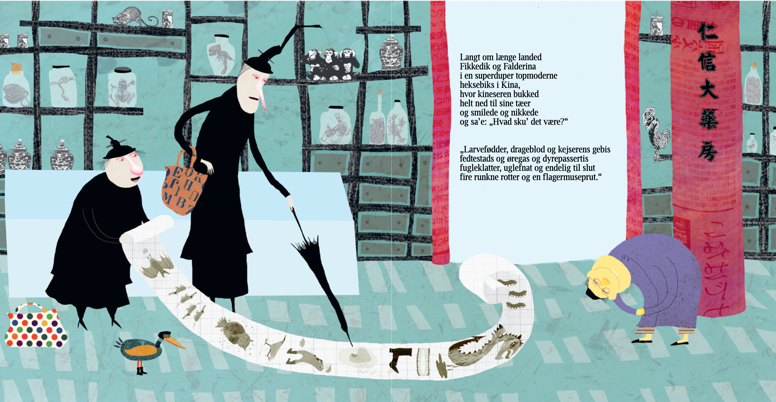 Langt om længe landed
Fikkedik og Falderina
i en superduper topmoderne
heksebiks i Kina,
hvor kineseren bukked
helt ned til sine tæer
og smilede og nikkede
og sa'e: „Hvad sku' det være?“
„Larvefødder, drageblod og kejserens gebis
fedtestads og øregas og dyrepassertis
fugleklatter, uglefnat og endelig til slut
fire runkne rotter og en flagermuseprut.“
仁信大藥房